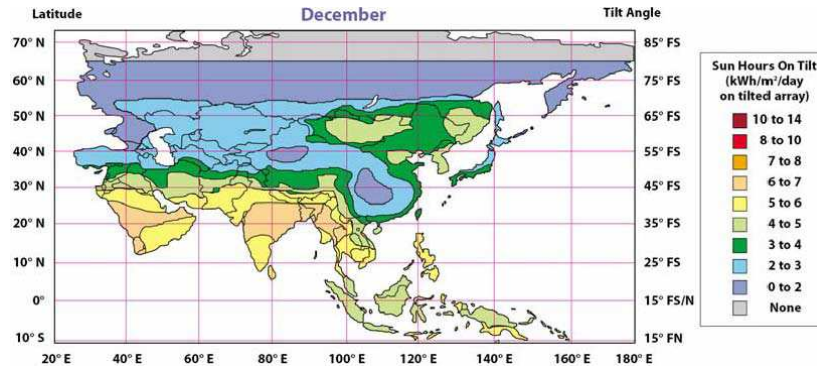 Latitude
December
Tilt Angle
70° N
85° FS
60° N
75° FS
50° N
65° FS
40° N
55° FS
30° N
45° FS
20° N
35° FS
10° N
25° FS
0°
15° FS/N
10° S
15° FN
20° E
40° E
60° E
80° E
100° E
120° E
140° E
160° E
180° E
Sun Hours On Tilt
(kWh/m²/day
on tilted array)
10 to 14
8 to 10
7 to 8
6 to 7
5 to 6
4 to 5
3 to 4
2 to 3
0 to 2
None